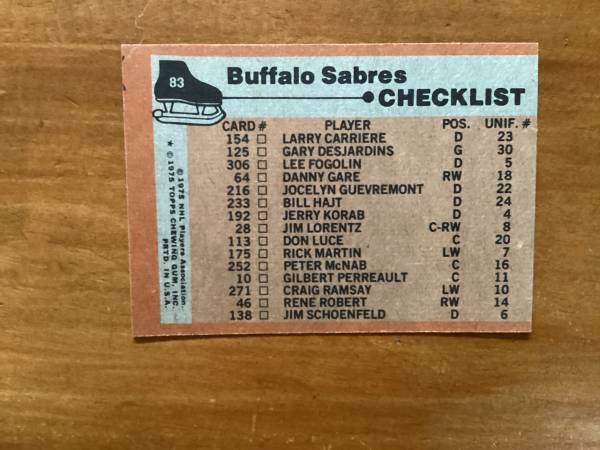 83
Buffalo Sabres
CHECKLIST
CARD # PLAYER POS. UNIF. #
154 LARRY CARRIERE D 23
125 GARY DESJARDINS G 30
306 LEE FOGOLIN D 5
64 DANNY GARE RW 18
216 JOCELYN GUEVREMONT D 22
233 BILL HAJT D 24
192 JERRY KORAB D 4
28 JIM LORENTZ C-RW 8
113 DON LUCE C 20
175 RICK MARTIN LW 7
252 PETER McNAB C 16
10 GILBERT PERREAULT C 11
271 CRAIG RAMSAY LW 10
46 RENE ROBERT RW 14
138 JIM SCHOENFELD D 6
© 1975 NHL Players Association.
★ © 1975 TOPPS CHEWING GUM, INC.
PRTD. IN U.S.A.